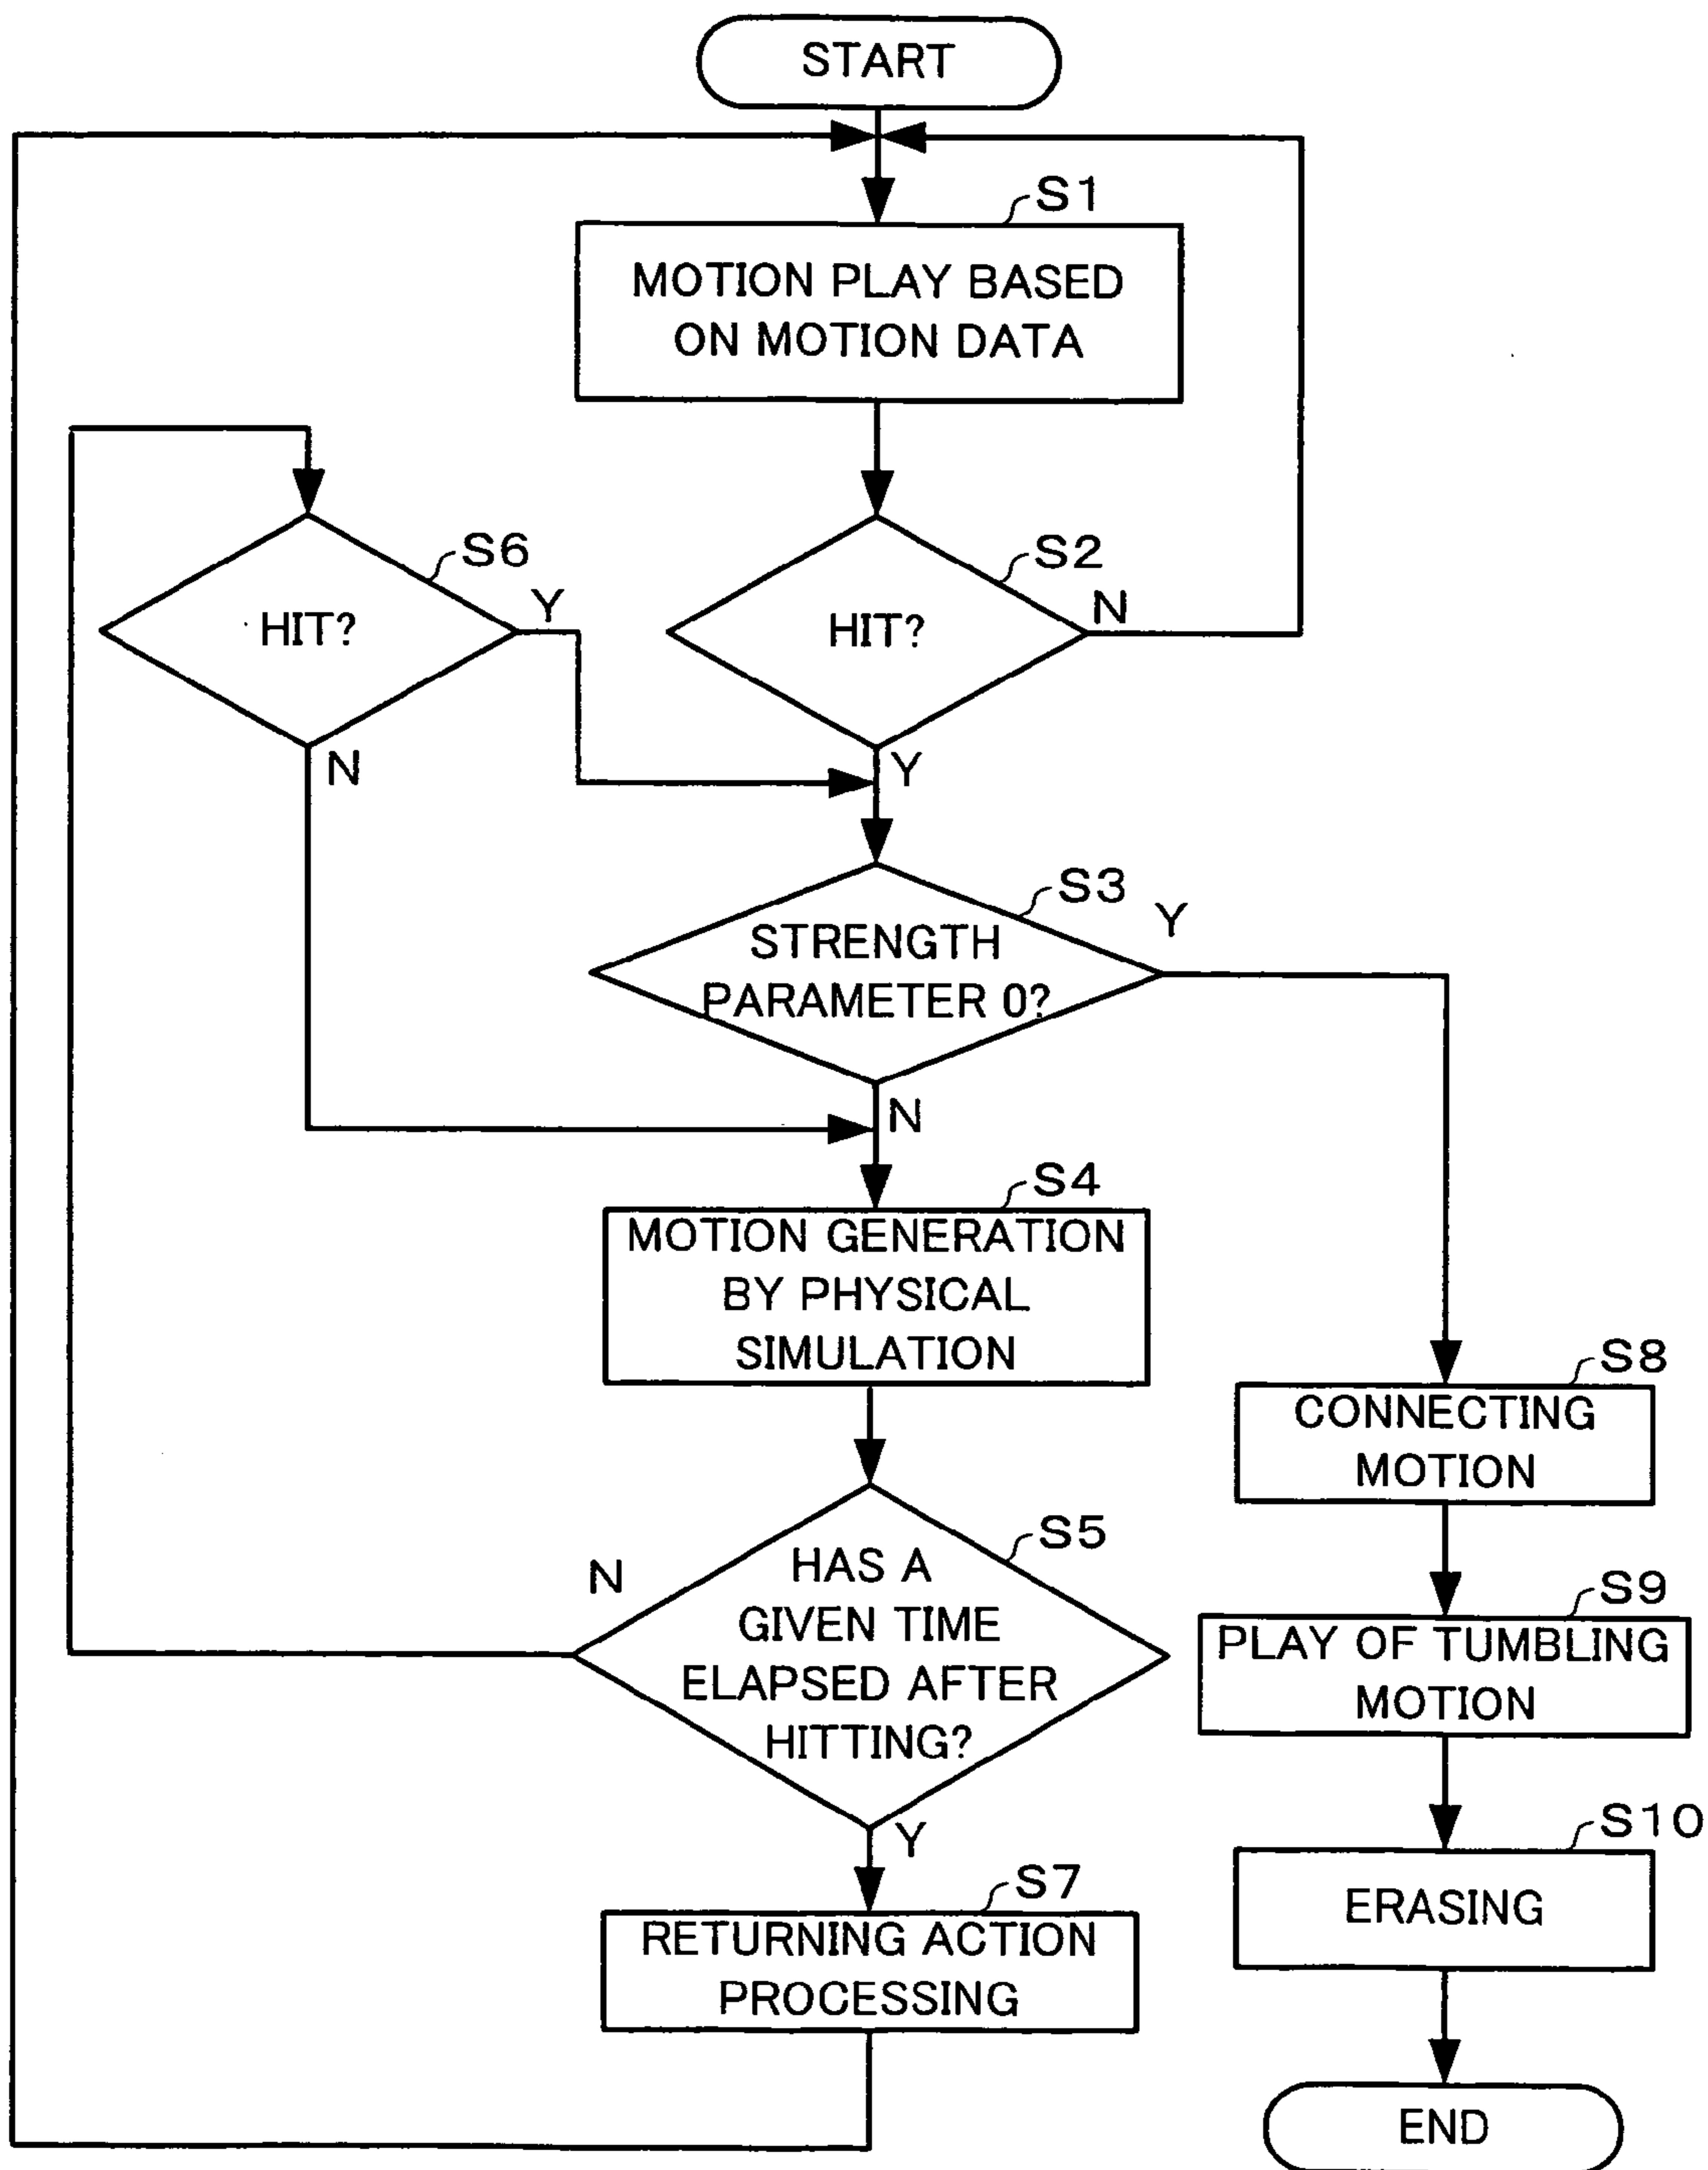 START
S1
MOTION PLAY BASED
ON MOTION DATA
S6
HIT?
Y
N
S2
HIT?
N
Y
S3
STRENGTH
PARAMETER 0?
Y
N
S4
MOTION GENERATION
BY PHYSICAL
SIMULATION
S5
HAS A
GIVEN TIME
ELAPSED AFTER
HITTING?
N
Y
S7
RETURNING ACTION
PROCESSING
S8
CONNECTING
MOTION
S9
PLAY OF TUMBLING
MOTION
S10
ERASING
END